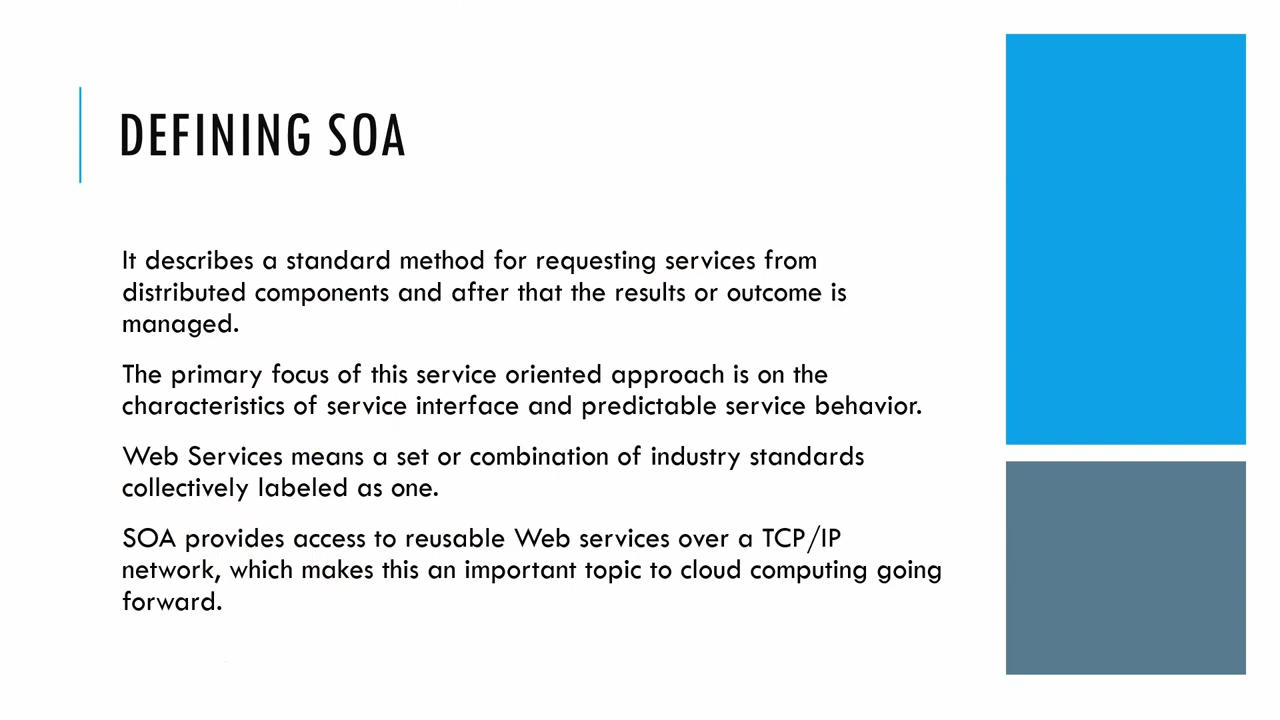 DEFINING SOA
It describes a standard method for requesting services from
distributed components and after that the results or outcome is
managed.
The primary focus of this service oriented approach is on the
characteristics of service interface and predictable service behavior.
Web Services means a set or combination of industry standards
collectively labeled as one.
SOA provides access to reusable Web services over a TCP/IP
network, which makes this an important topic to cloud computing going
forward.